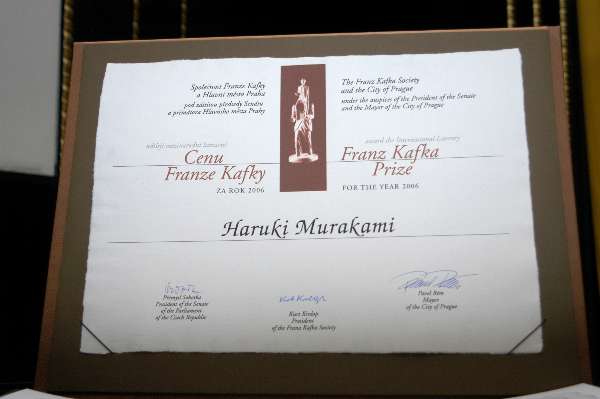 Společnost Franze Kafky
a Hlavní město Praha
pod záštitou předsedy Senátu
a primátora Hlavního města Prahy
udělují mezinárodní literární
Cenu
Franze Kafky
ZA ROK 2006
The Franz Kafka Society
and the City of Prague
under the auspices of the President of the Senate
and the Mayor of the City of Prague
award the International Literary
Franz Kafka
Prize
FOR THE YEAR 2006
Haruki Murakami
Přemysl Sobotka
President of the Senate
of the Parliament
of the Czech Republic
Kurt Krolop
President
of the Franz Kafka Society
Pavel Bém
Mayor
of the City of Prague